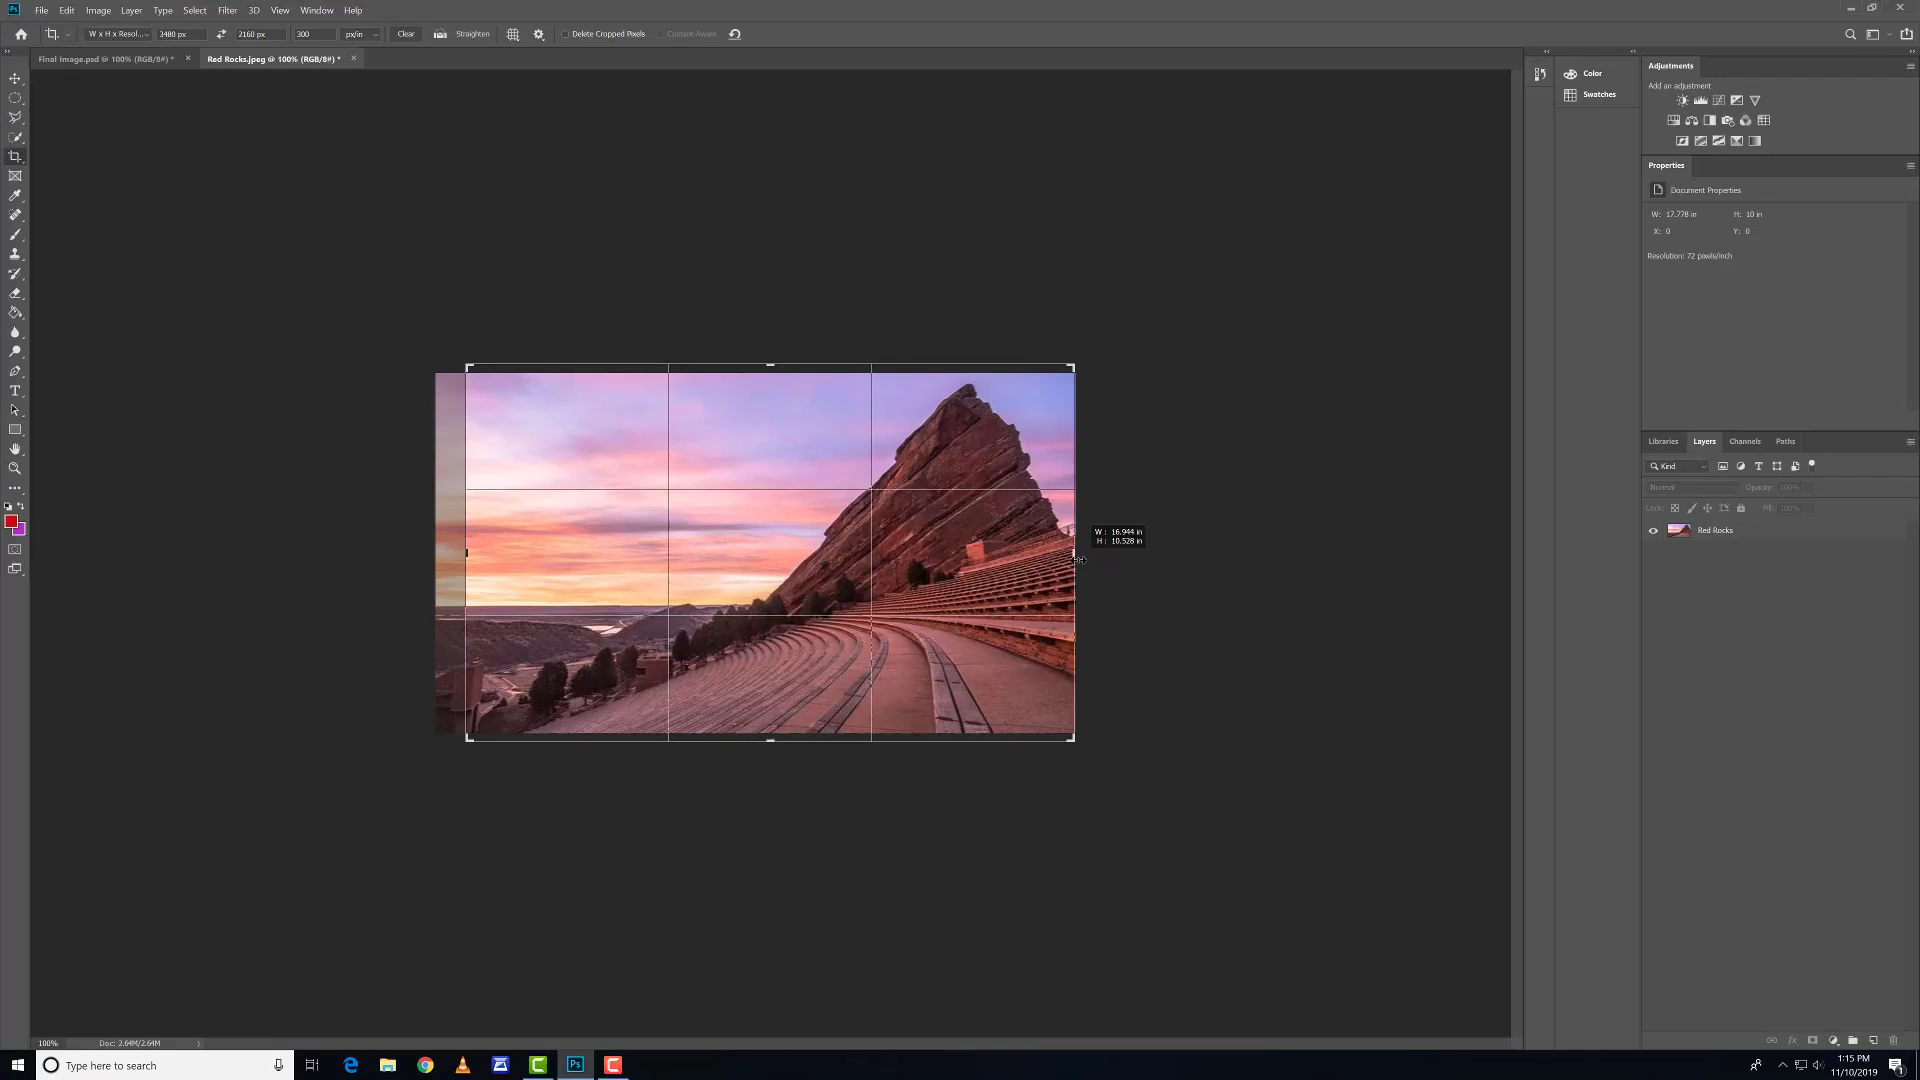 Ps File Edit Image Layer Type Select Filter 3D View Window Help
W x H x Resol... 3480 px 2160 px 300 px/in Clear Straighten Delete Cropped Pixels Content-Aware
Final Image.psd @ 100% (RGB/8#) * × Red Rocks.jpeg @ 100% (RGB/8#) * ×
Color
Swatches
Adjustments
Add an adjustment
Properties
Document Properties
W: 17.778 in H: 10 in
X: 0 Y: 0
Resolution: 72 pixels/inch
W: 16.944 in
H: 10.528 in
Libraries Layers Channels Paths
Kind
Normal Opacity: 100%
Lock: Fill: 100%
Red Rocks
T
fx
100% Doc: 2.64M/2.64M
Type here to search
Ps
1:15 PM
11/10/2019